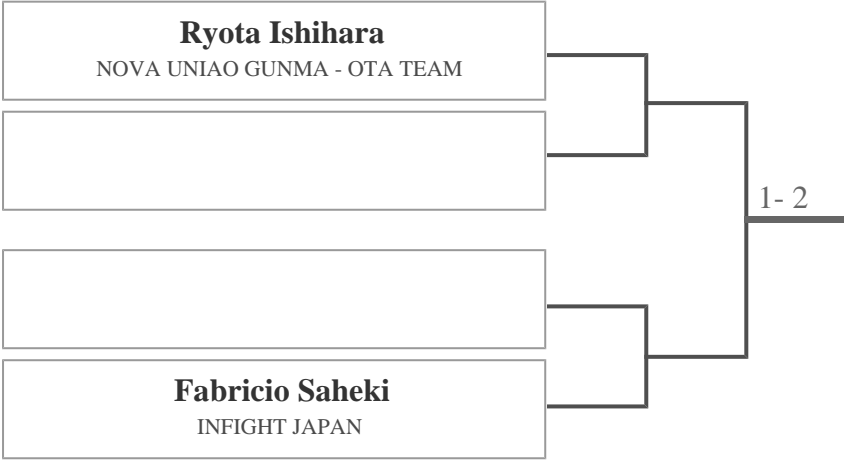 Ryota Ishihara
NOVA UNIAO GUNMA - OTA TEAM
1- 2
Fabricio Saheki
INFIGHT JAPAN